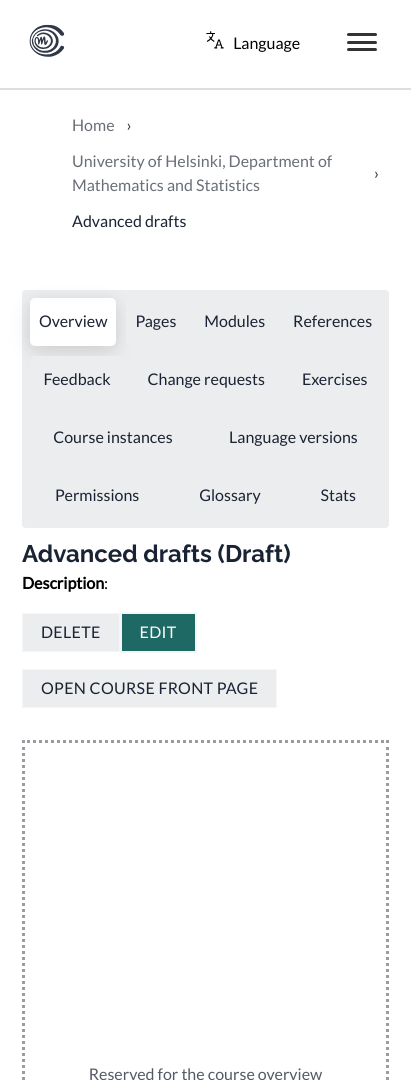 Language
Home ›
University of Helsinki, Department of
Mathematics and Statistics ›
Advanced drafts
Overview Pages Modules References
Feedback Change requests Exercises
Course instances Language versions
Permissions Glossary Stats
Advanced drafts (Draft)
Description:
DELETE EDIT
OPEN COURSE FRONT PAGE
Reserved for the course overview